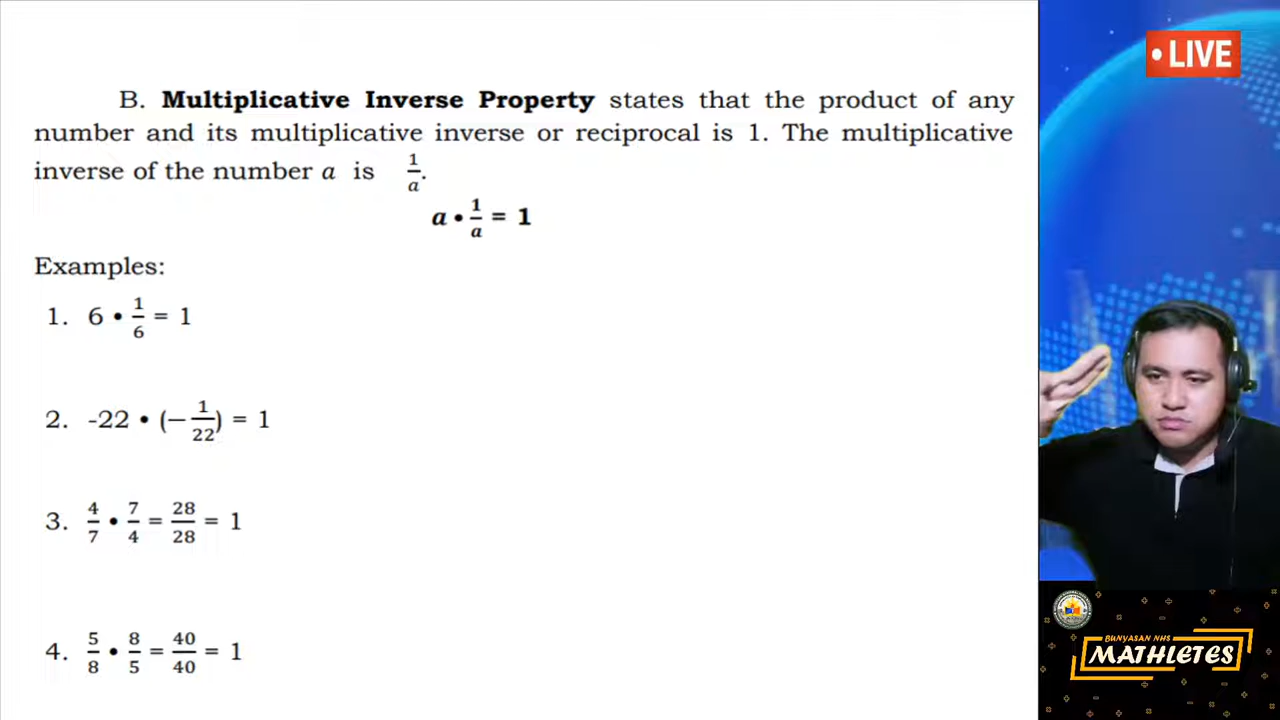 B. Multiplicative Inverse Property states that the product of any
number and its multiplicative inverse or reciprocal is 1. The multiplicative
inverse of the number a is 1/a.
a • 1/a = 1
Examples:
1. 6 • 1/6 = 1
2. -22 • (− 1/22) = 1
3. 4/7 • 7/4 = 28/28 = 1
4. 5/8 • 8/5 = 40/40 = 1
• LIVE
BUNYASAN NHS
MATHLETES